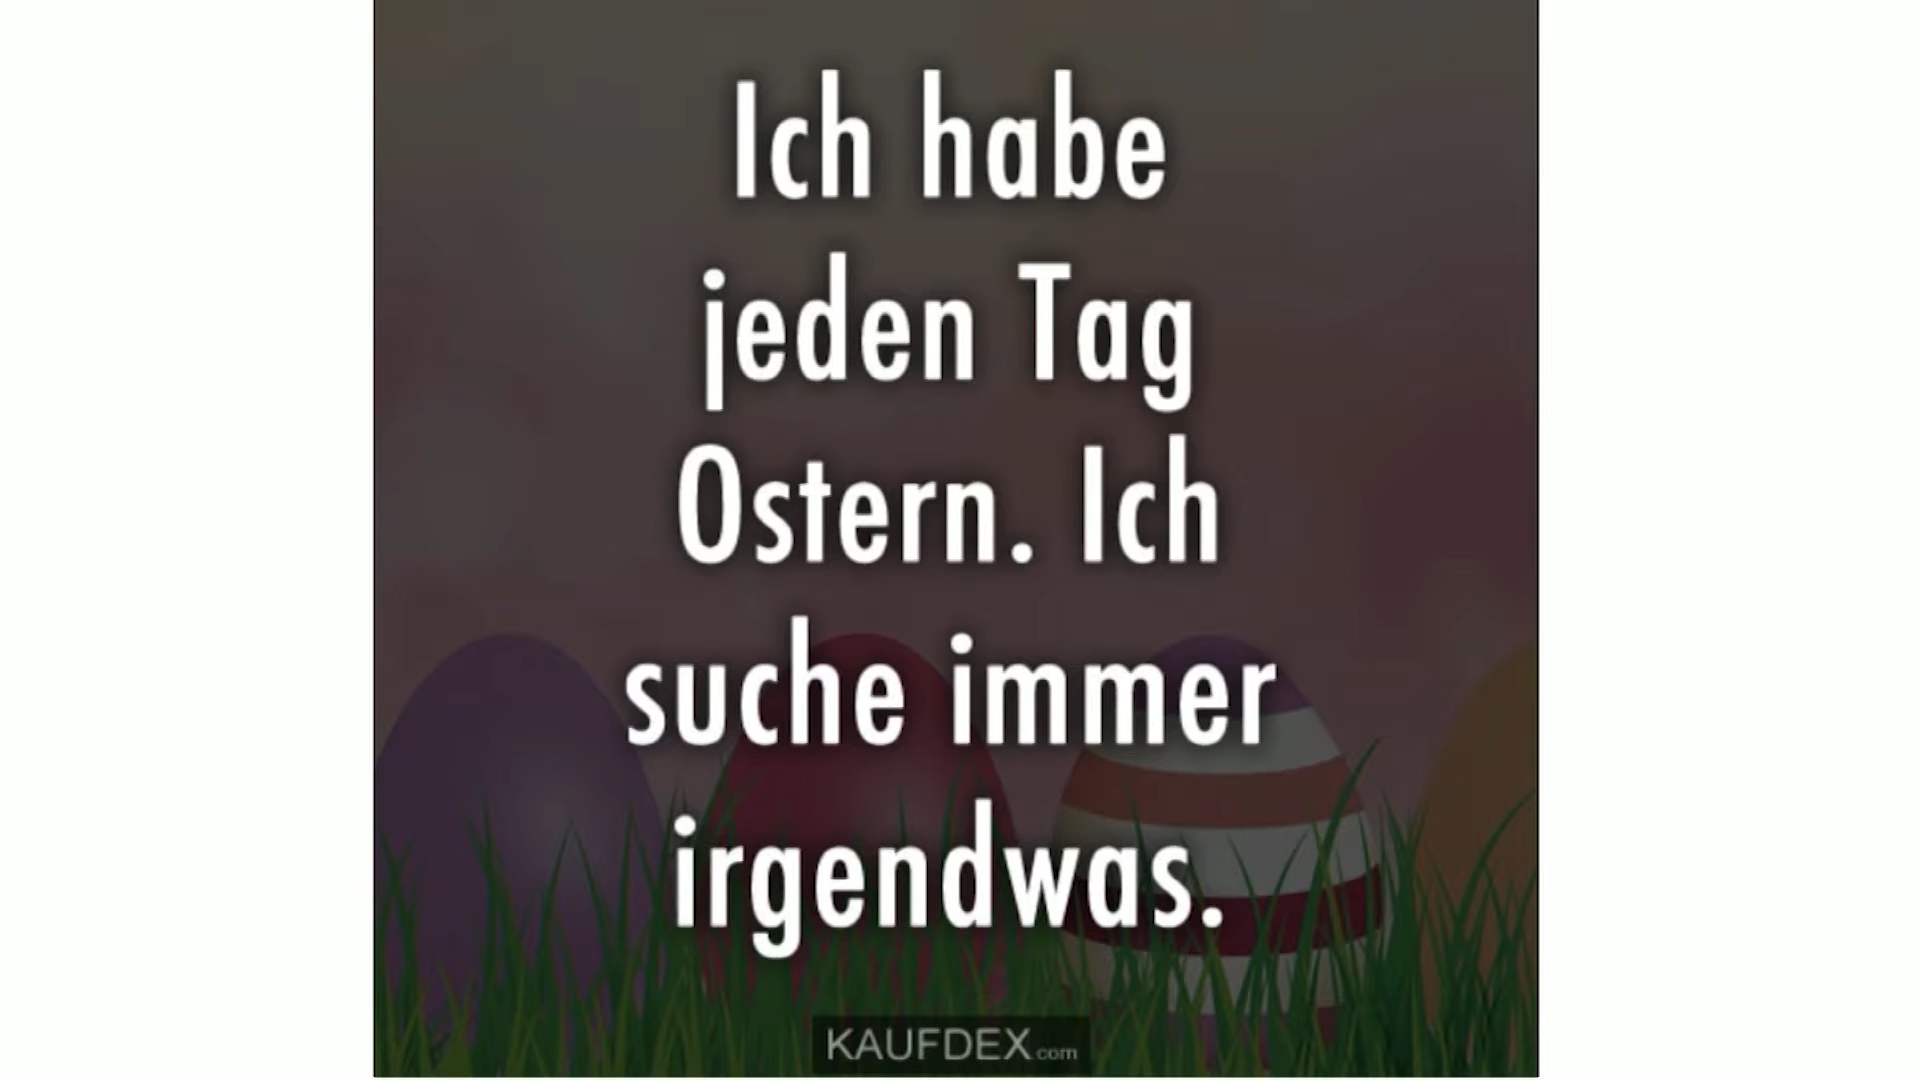 Ich habe
jeden Tag
Ostern. Ich
suche immer
irgendwas.
KAUFDEX.com